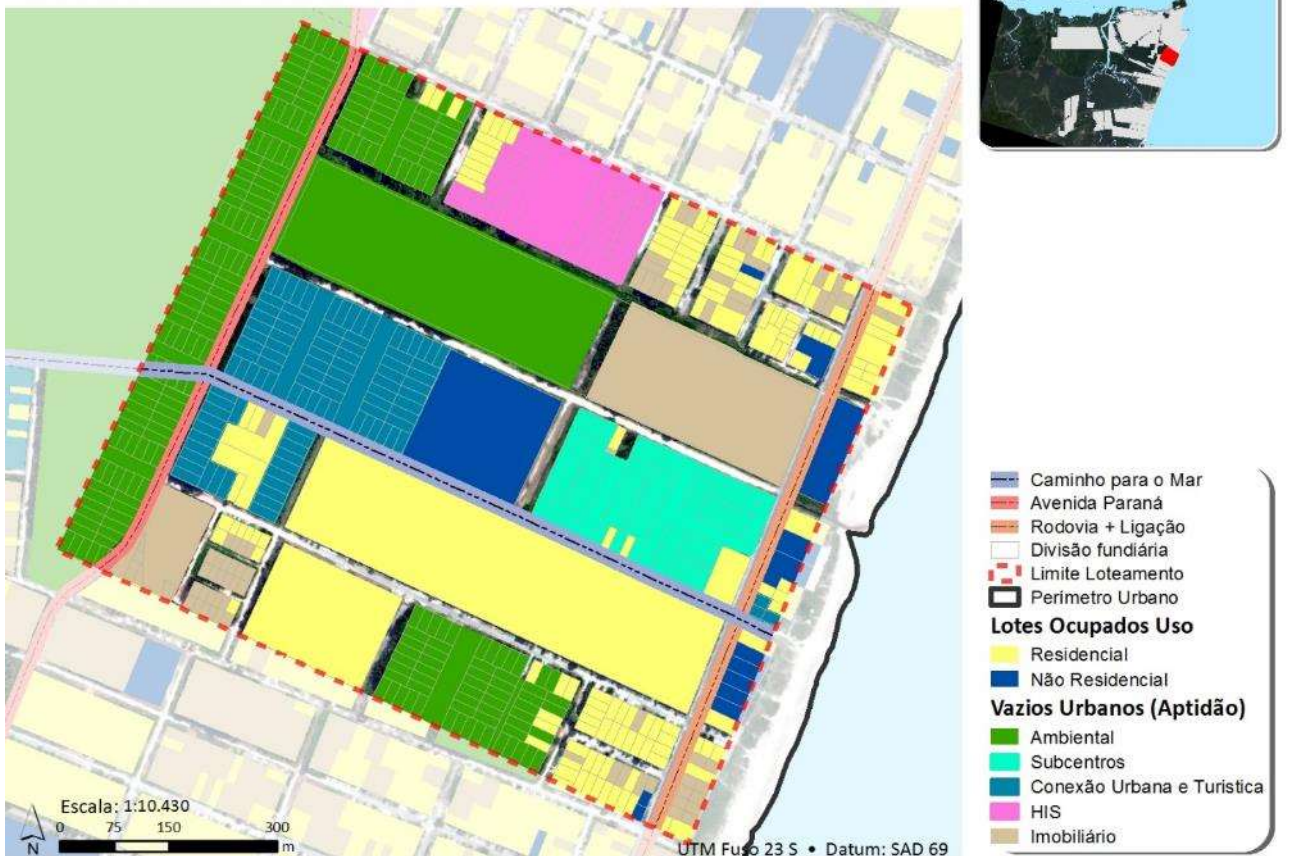 Caminho para o Mar
Avenida Paraná
Rodovia + Ligação
Divisão fundiária
Limite Loteamento
Perimetro Urbano
Lotes Ocupados Uso
Residencial
Não Residencial
Vazios Urbanos (Aptidão)
Ambiental
Subcentros
Conexão Urbana e Turistica
HIS
Imobiliário
Escala: 1:10.430
0 75 150 300
m
N
UTM Fuso 23 S • Datum: SAD 69